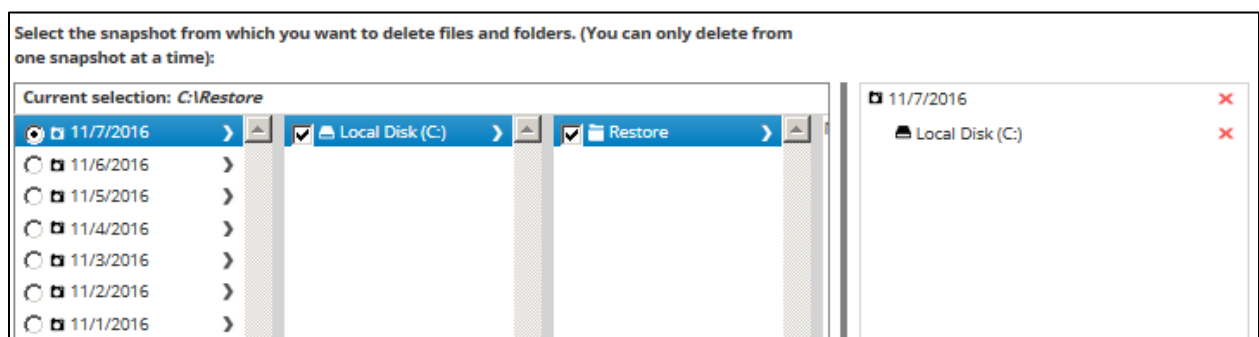 Select the snapshot from which you want to delete files and folders. (You can only delete from
one snapshot at a time):
Current selection: C:\Restore
11/7/2016
11/6/2016
11/5/2016
11/4/2016
11/3/2016
11/2/2016
11/1/2016
Local Disk (C:)
Restore
11/7/2016
Local Disk (C:)